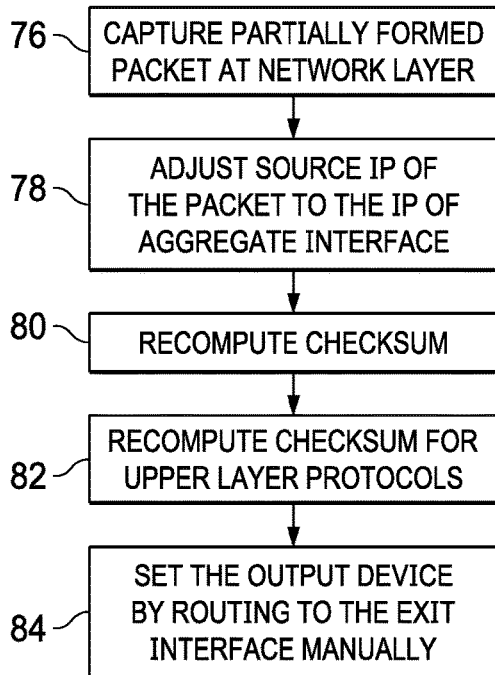 76
CAPTURE PARTIALLY FORMED
PACKET AT NETWORK LAYER
78
ADJUST SOURCE IP OF
THE PACKET TO THE IP OF
AGGREGATE INTERFACE
80
RECOMPUTE CHECKSUM
82
RECOMPUTE CHECKSUM FOR
UPPER LAYER PROTOCOLS
84
SET THE OUTPUT DEVICE
BY ROUTING TO THE EXIT
INTERFACE MANUALLY